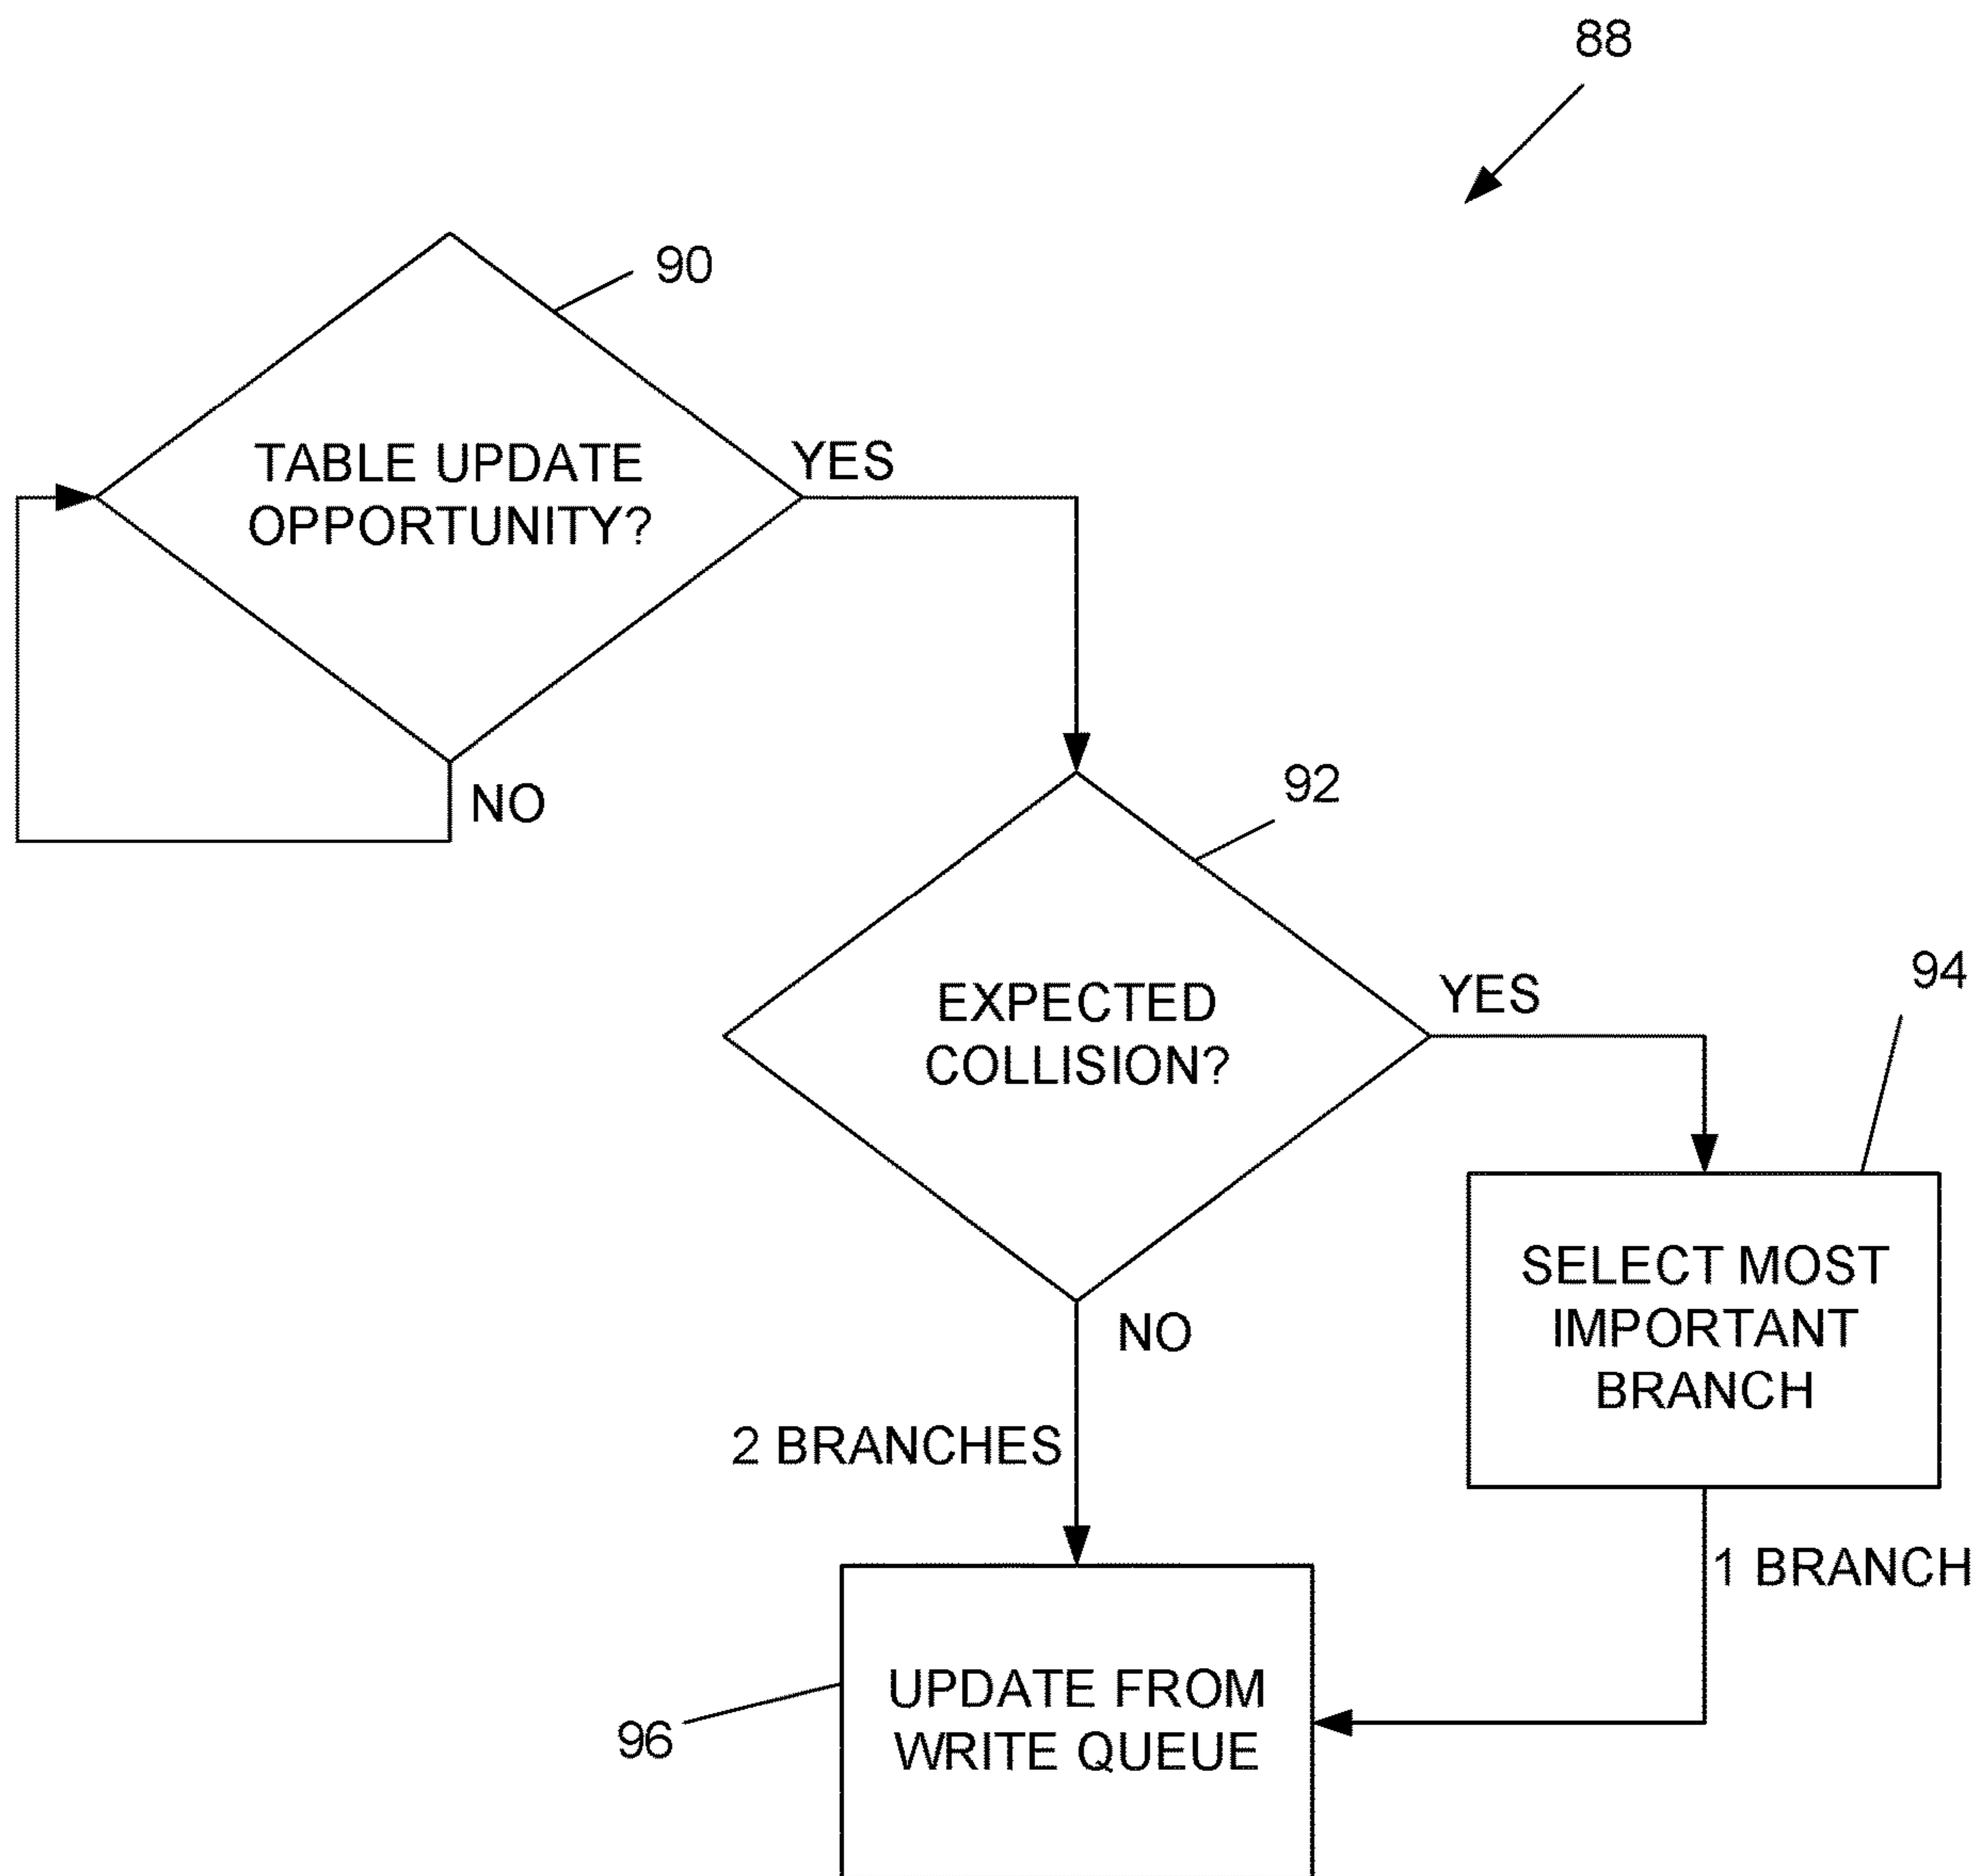 88
90
TABLE UPDATE
OPPORTUNITY?
YES
NO
92
EXPECTED
COLLISION?
YES
94
NO
SELECT MOST
IMPORTANT
BRANCH
2 BRANCHES
1 BRANCH
UPDATE FROM
WRITE QUEUE
96